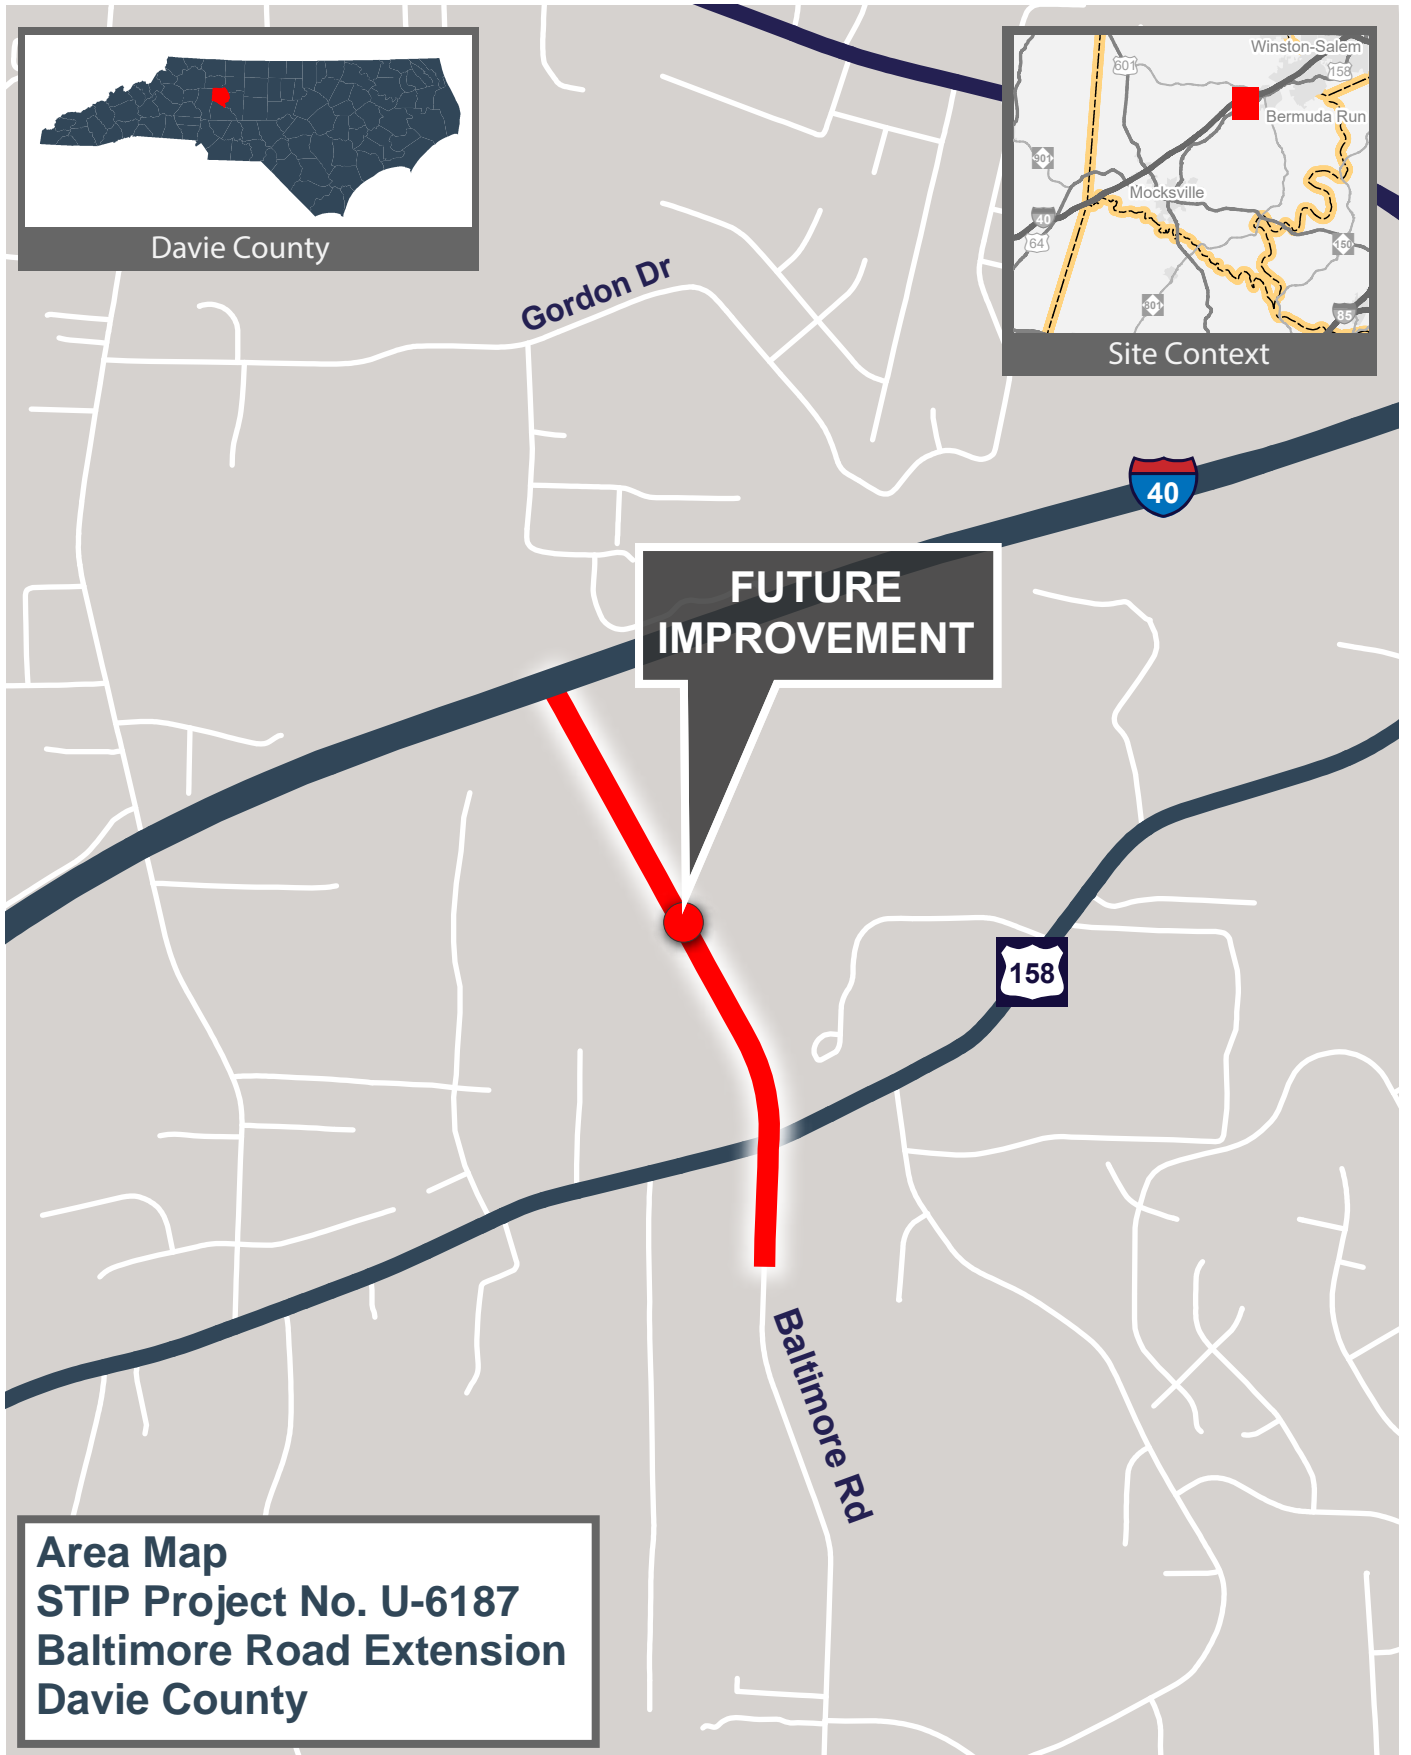 Davie County
601
Winston-Salem
158
Bermuda Run
901
Mocksville
40
64
150
801
85
Site Context
Gordon Dr
40
FUTURE
IMPROVEMENT
158
Baltimore Rd
Area Map
STIP Project No. U-6187
Baltimore Road Extension
Davie County